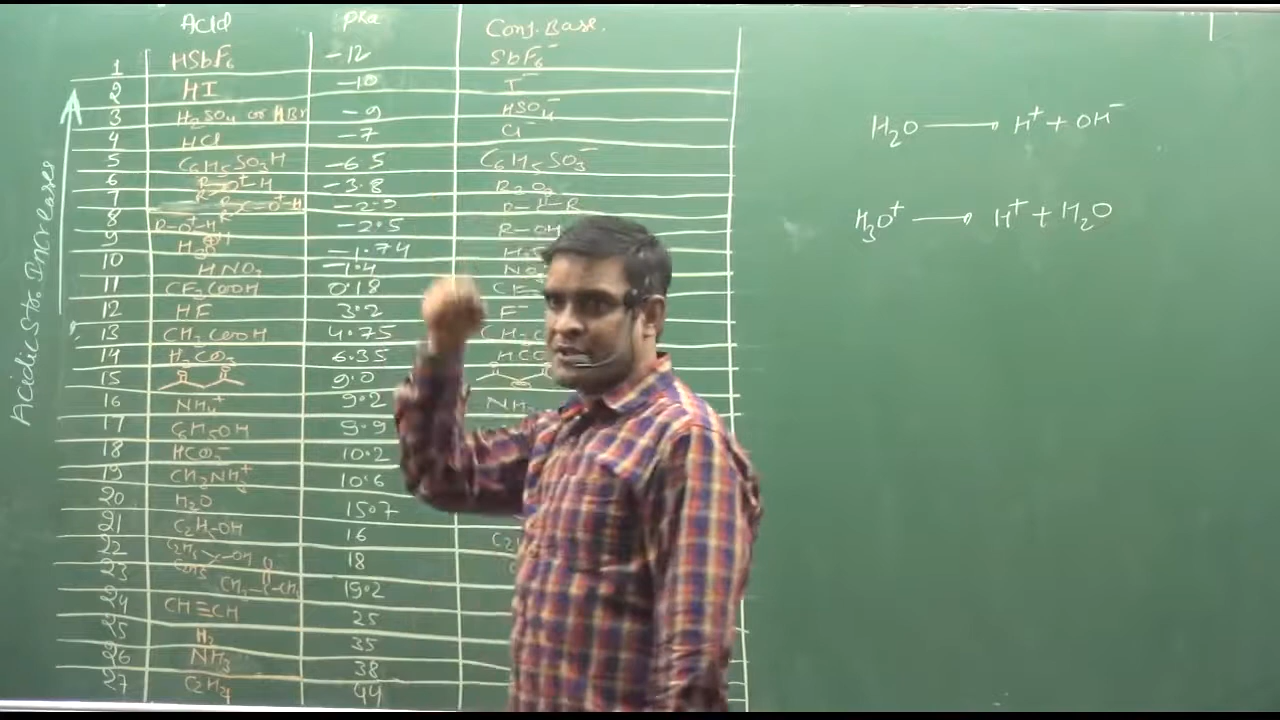 Acid pka Conj. Base.
1 HSbF₆ -12 SbF₆⁻
2 HI -10 I⁻
3 H₂SO₄ or HBr -9 HSO₄⁻
4 HCl -7 Cl⁻
5 C₆H₅SO₃H -6.5 C₆H₅SO₃⁻
6 -3.8
7 -2.9
8 R-O⁺-H -2.5 R-OH
9 -1.74
10 HNO₃ -1.4
11 CF₃COOH 0.18
12 HF 3.2 F⁻
13 CH₃COOH 4.75
14 H₂CO₃ 6.35
15 9.0
16 NH₄⁺ 9.2
17 C₆H₅OH 9.9
18 HCO₃⁻ 10.2
19 CH₃NH₃⁺ 10.6
20 H₂O 15.7
21 C₂H₅-OH 16
22 18
23 19.2
24 CH≡CH 25
25 H₂ 35
26 NH₃ 38
27 C₂H₄ 44
Acidic Str. Increases
H₂O ⟶ H⁺ + OH⁻
H₃O⁺ ⟶ H⁺ + H₂O